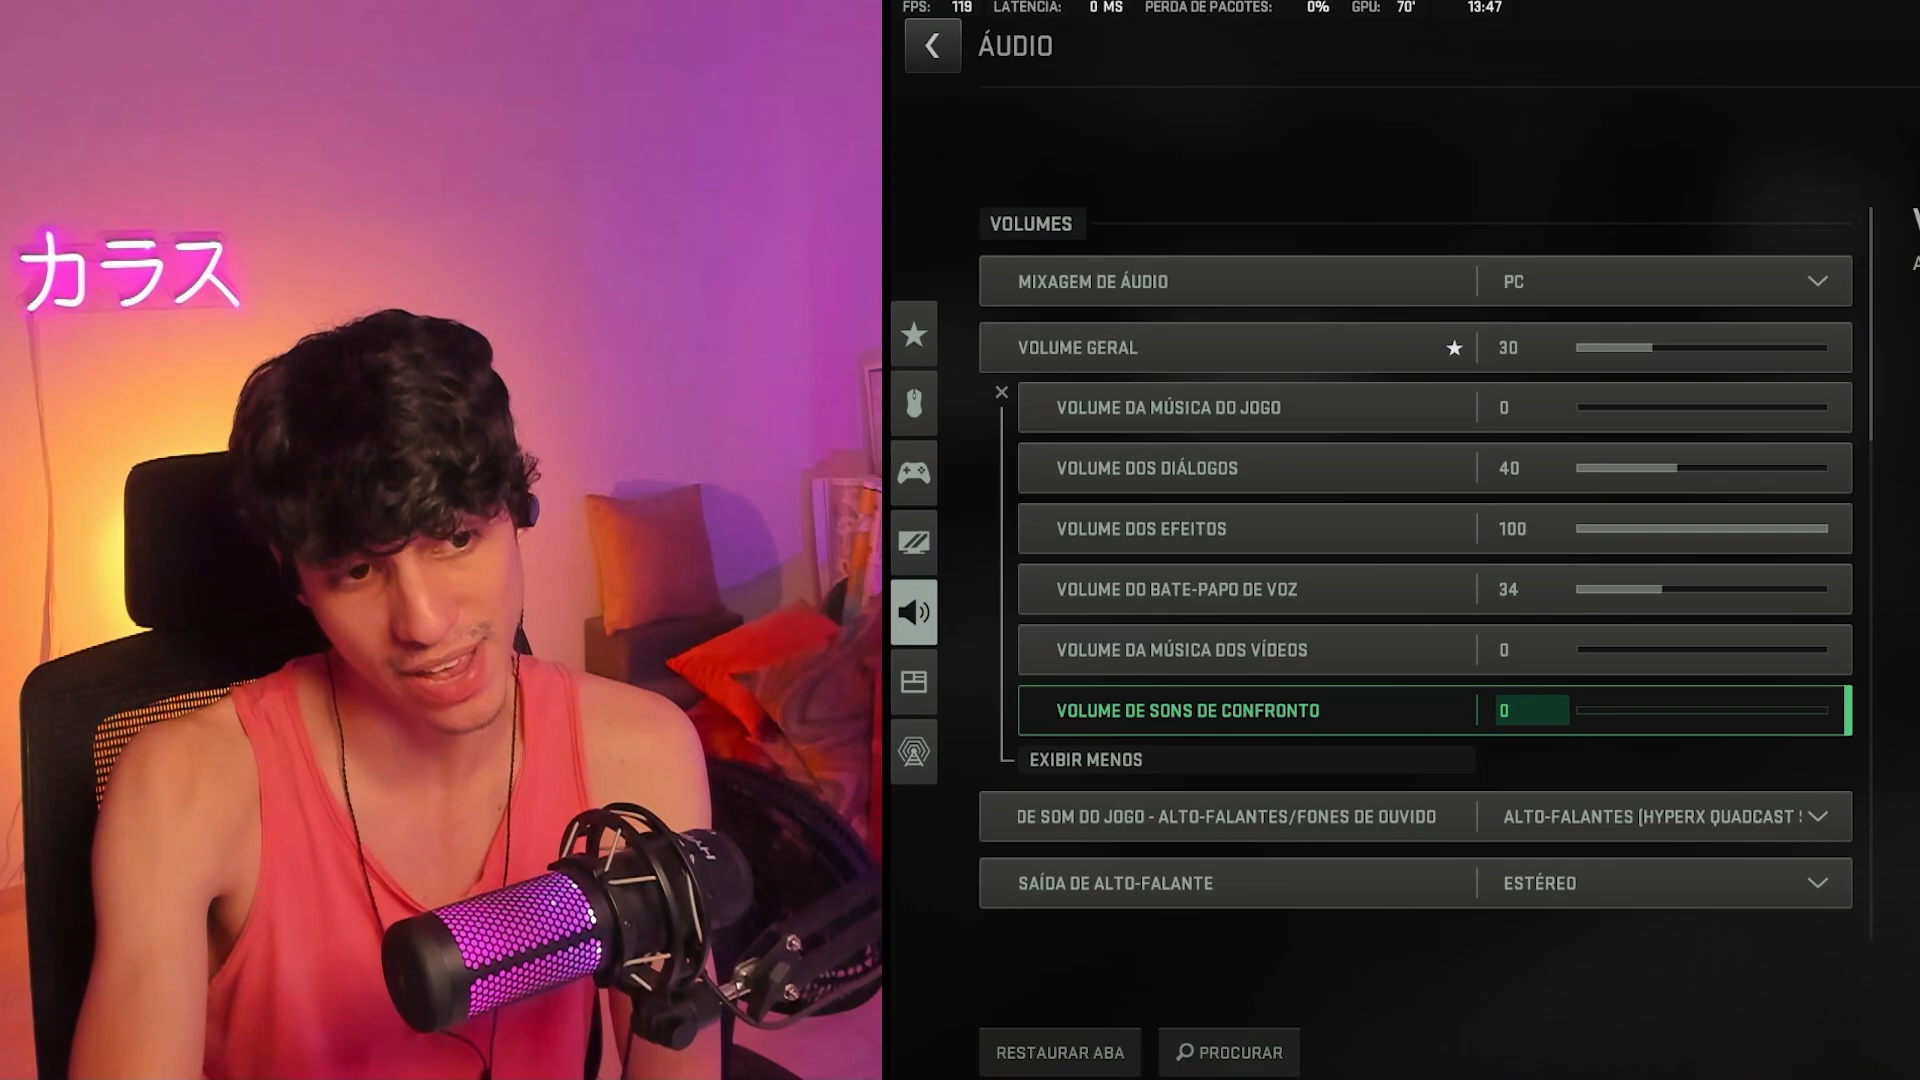 カラス
FPS: 119 LATÊNCIA: 0 MS PERDA DE PACOTES: 0% GPU: 70° 13:47
ÁUDIO
VOLUMES
MIXAGEM DE ÁUDIO PC
VOLUME GERAL 30
VOLUME DA MÚSICA DO JOGO 0
VOLUME DOS DIÁLOGOS 40
VOLUME DOS EFEITOS 100
VOLUME DO BATE-PAPO DE VOZ 34
VOLUME DA MÚSICA DOS VÍDEOS 0
VOLUME DE SONS DE CONFRONTO 0
EXIBIR MENOS
DE SOM DO JOGO - ALTO-FALANTES/FONES DE OUVIDO ALTO-FALANTES (HYPERX QUADCAST
SAÍDA DE ALTO-FALANTE ESTÉREO
RESTAURAR ABA PROCURAR